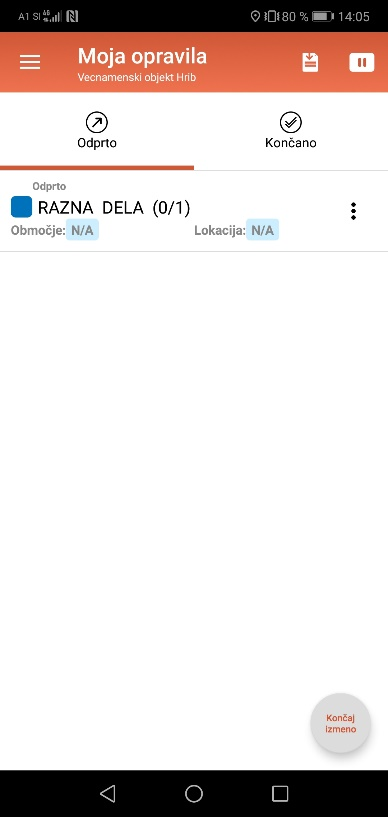 A1 SI 80 % 14:05
Moja opravila
Vecnamenski objekt Hrib
Odprto Končano
Odprto
RAZNA DELA (0/1)
Območje: N/A Lokacija: N/A
Končaj
izmeno